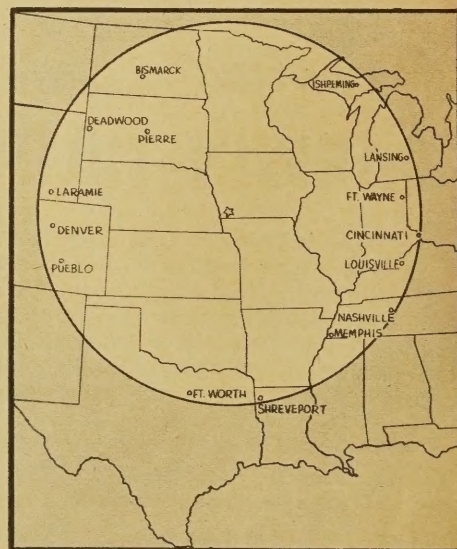 BISMARCK
ISHPEMING
DEADWOOD
PIERRE
LANSING
LARAMIE
FT. WAYNE
DENVER
CINCINNATI
PUEBLO
LOUISVILLE
NASHVILLE
MEMPHIS
FT. WORTH
SHREVEPORT